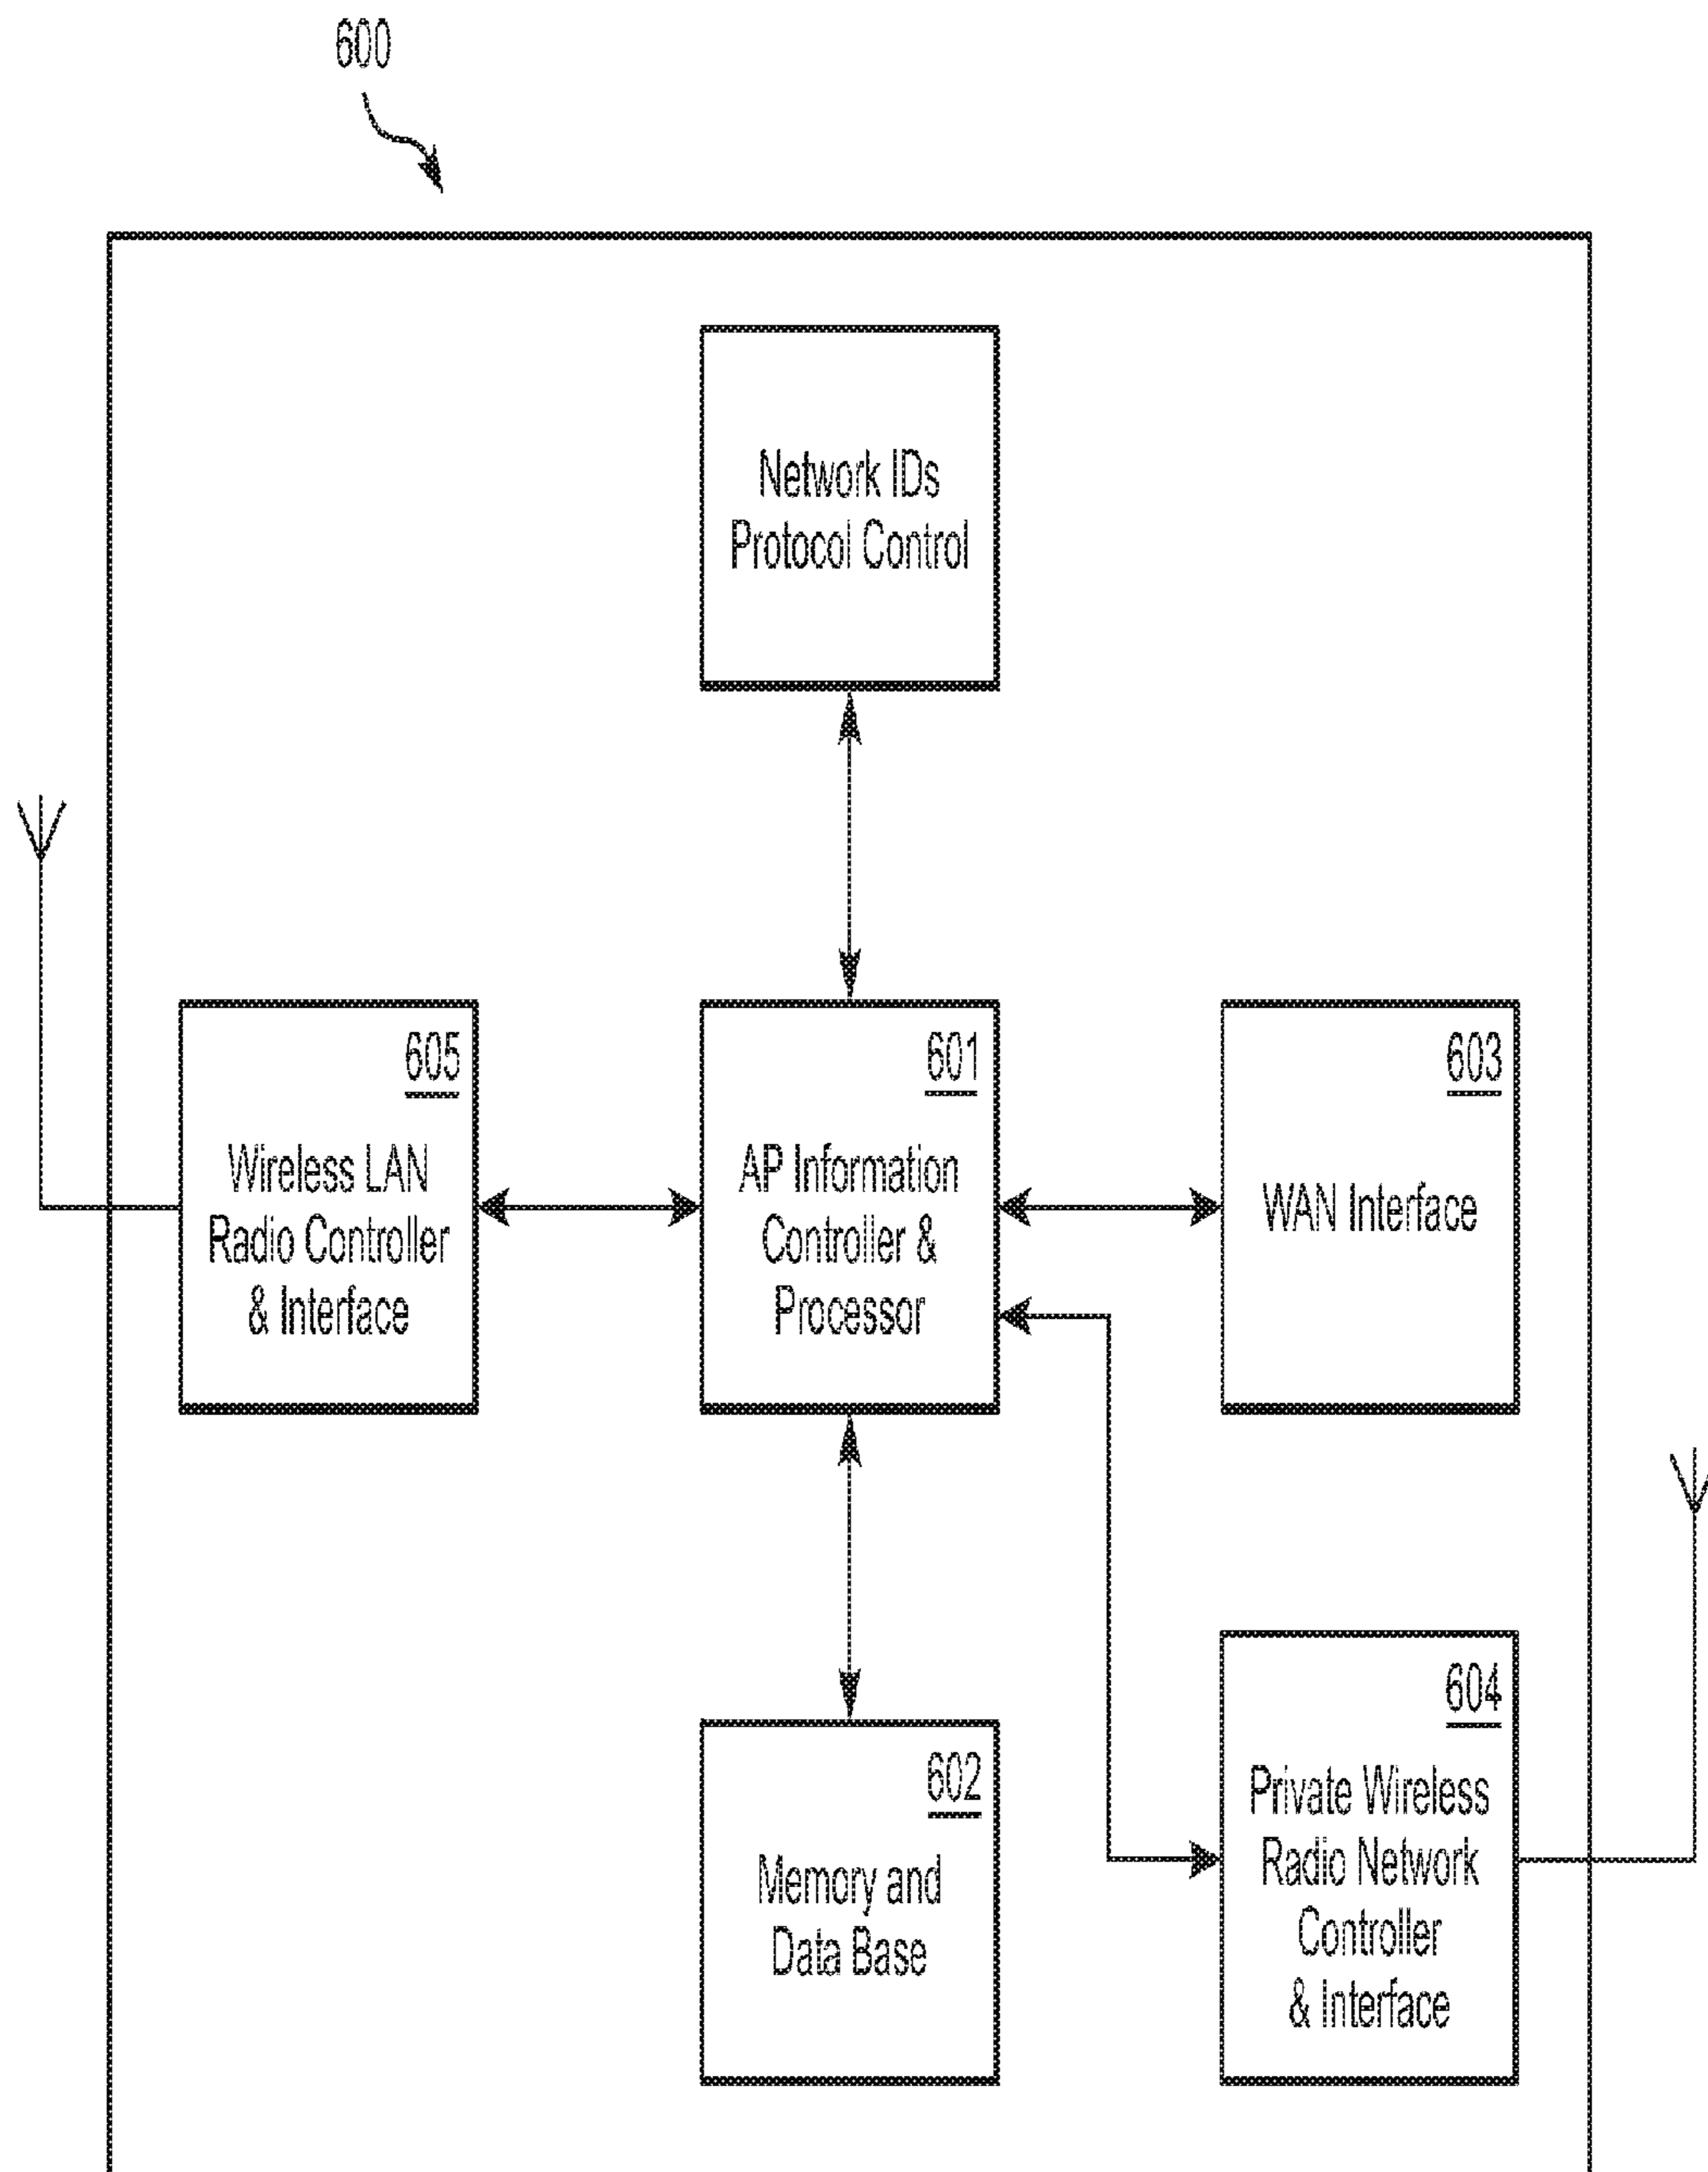 600
Network IDs
Protocol Control
605
Wireless LAN
Radio Controller
& Interface
601
AP Information
Controller &
Processor
603
WAN Interface
602
Memory and
Data Base
604
Private Wireless
Radio Network
Controller
& Interface